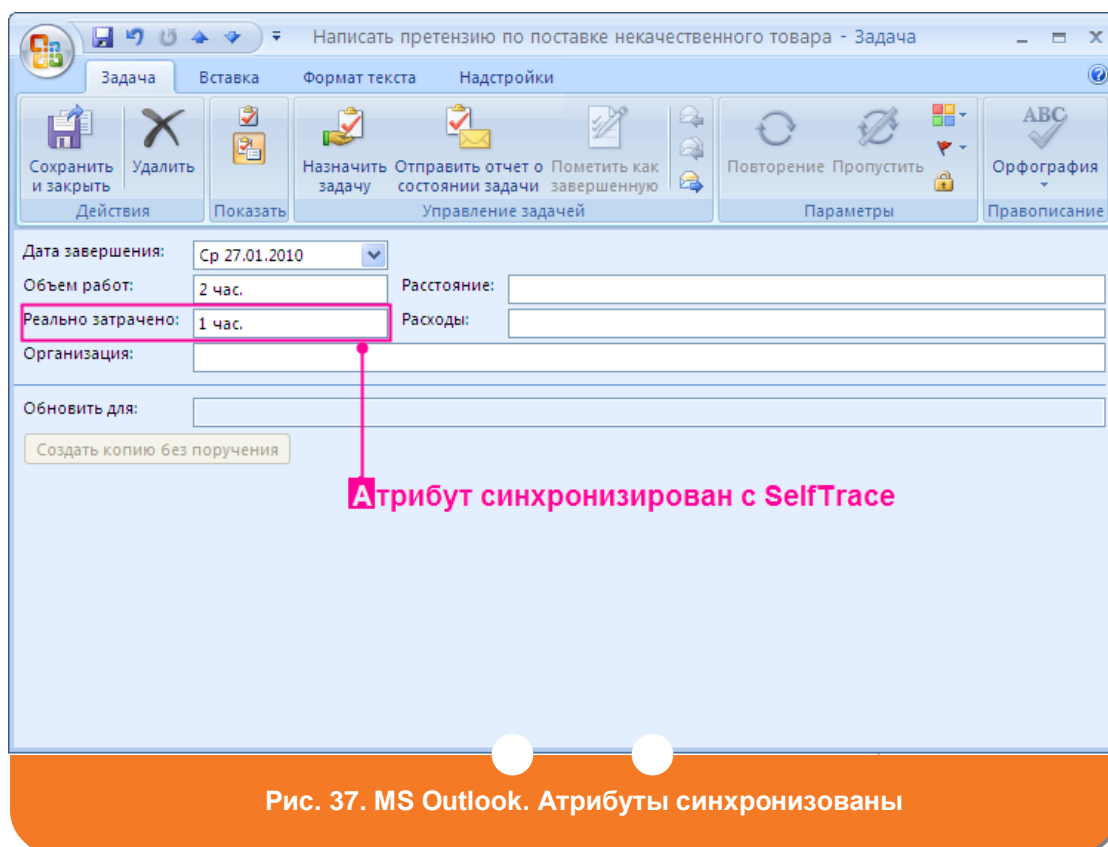 Написать претензию по поставке некачественного товара - Задача
Задача Вставка Формат текста Надстройки
Сохранить и закрыть
Удалить
Назначить задачу
Отправить отчет о состоянии задачи
Пометить как завершенную
Повторение Пропустить
ABC
Орфография
Действия Показать Управление задачей Параметры Правописание
Дата завершения: Ср 27.01.2010
Объем работ: 2 час. Расстояние:
Реально затрачено: 1 час. Расходы:
Организация:
Обновить для:
Создать копию без поручения
Атрибут синхронизирован с SelfTrace
Рис. 37. MS Outlook. Атрибуты синхронизованы